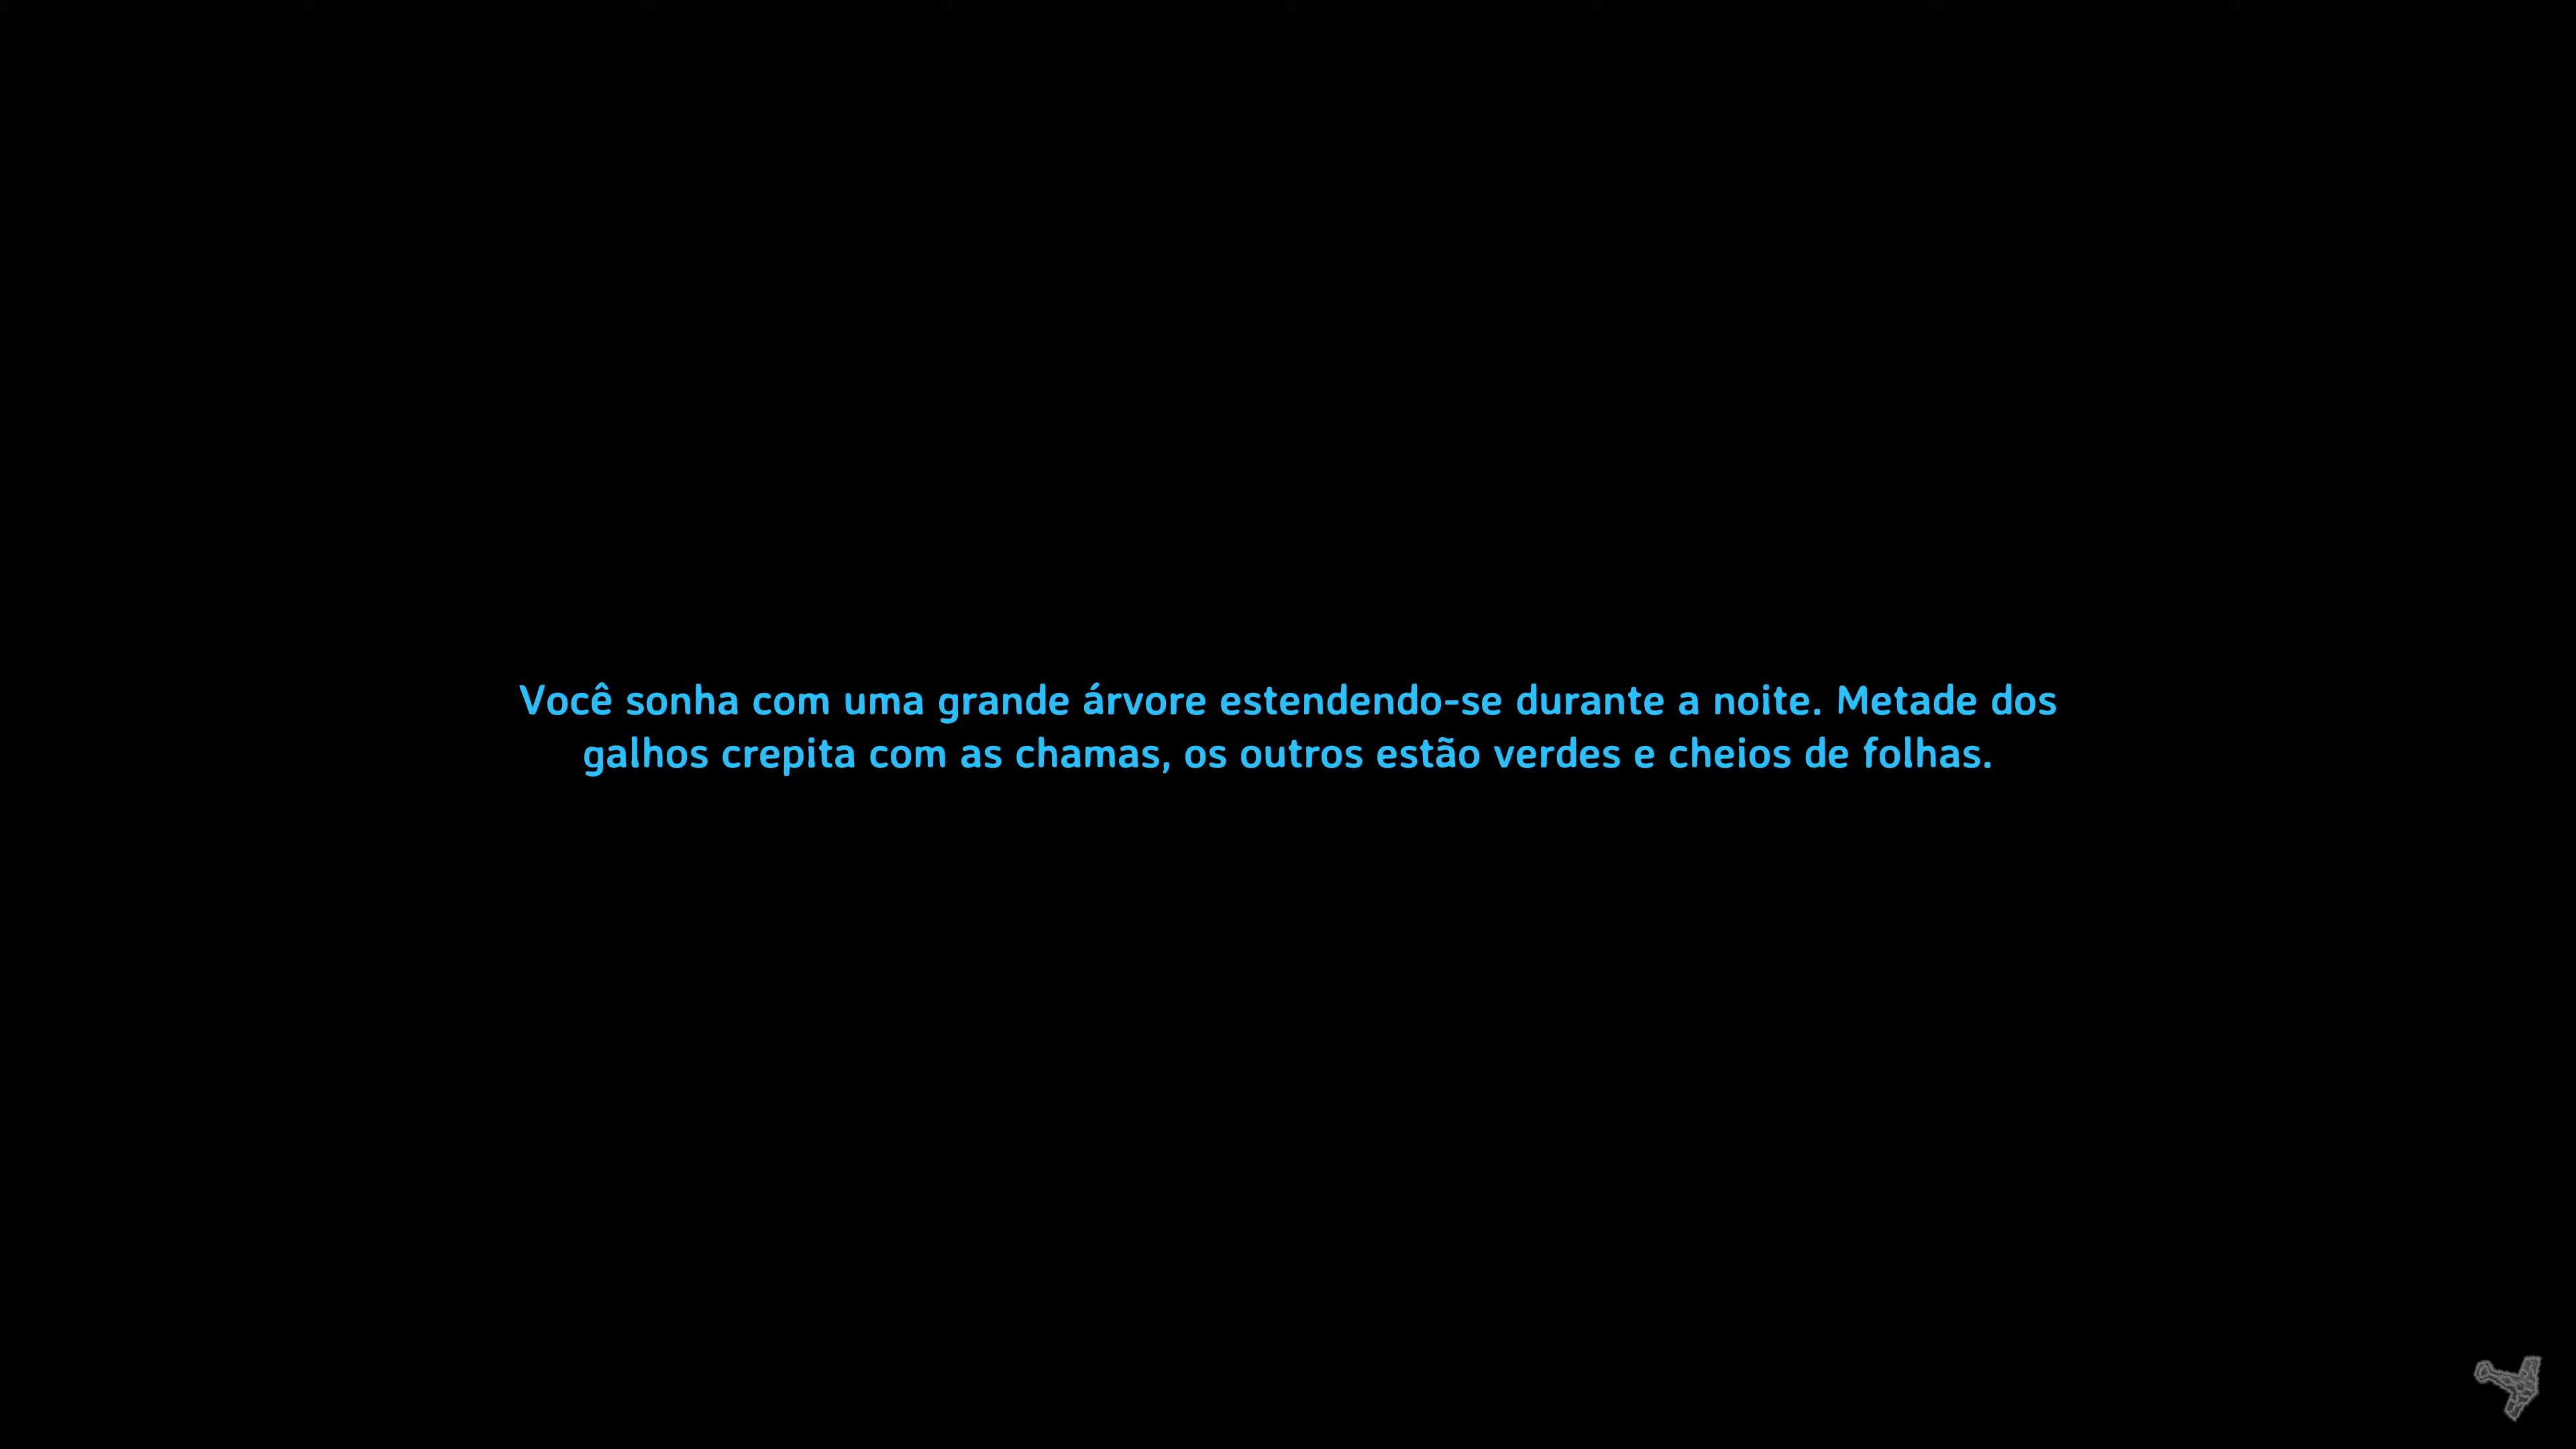 Você sonha com uma grande árvore estendendo-se durante a noite. Metade dos
galhos crepita com as chamas, os outros estão verdes e cheios de folhas.